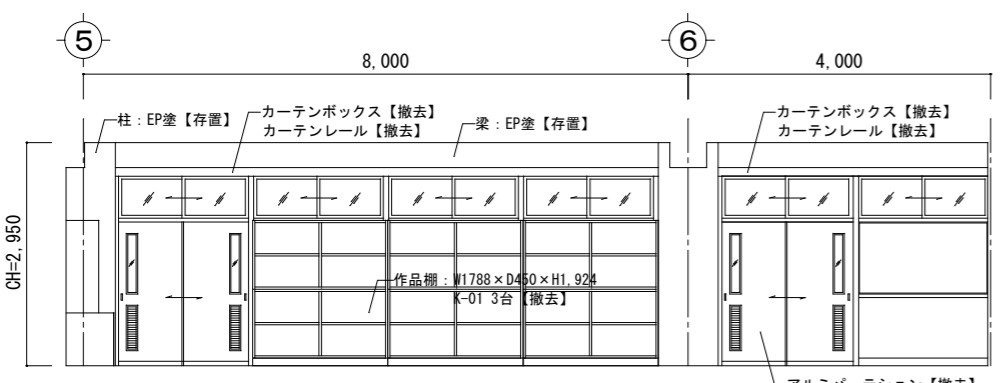 5
6
8,000
4,000
柱：EP塗【存置】
カーテンボックス【撤去】
カーテンレール【撤去】
梁：EP塗【存置】
カーテンボックス【撤去】
カーテンレール【撤去】
CH=2,950
作品棚：W1788×D450×H1,924
K-01 3台【撤去】
アルミパーテション【撤去】